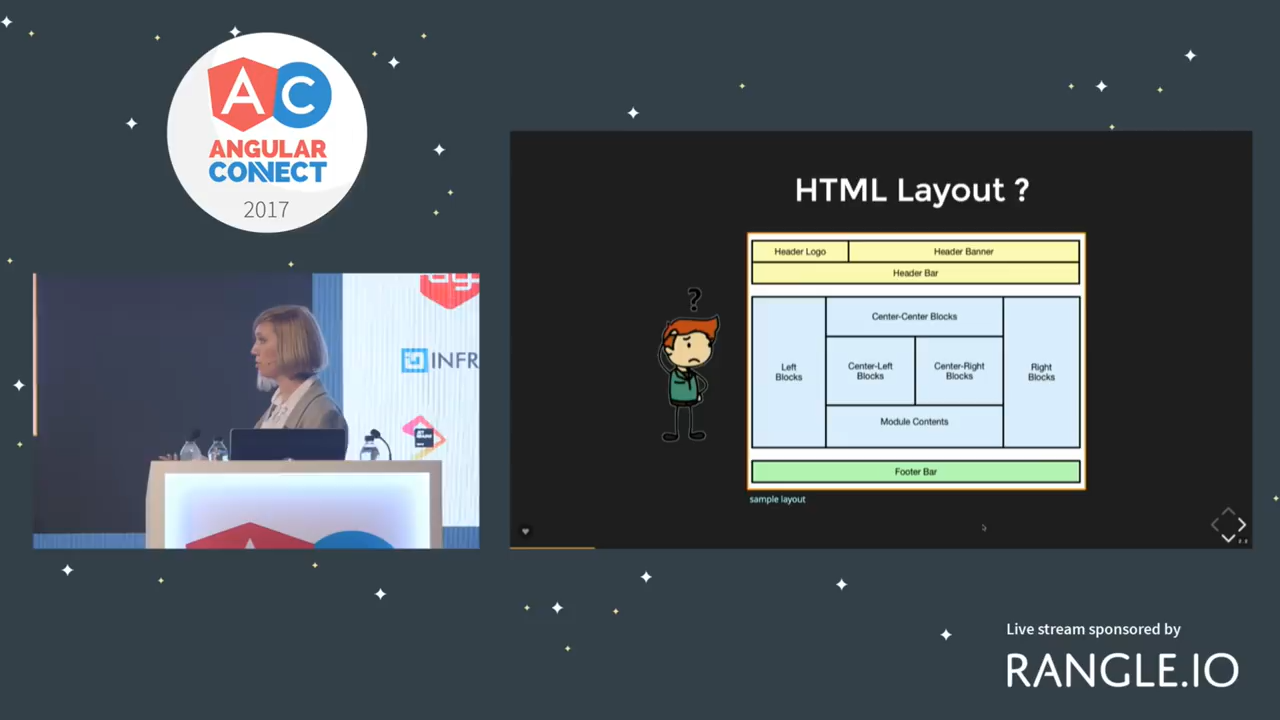 AC
ANGULAR
CONNECT
2017
INFR
HTML Layout ?
?
Header Logo
Header Banner
Header Bar
Center-Center Blocks
Left
Blocks
Center-Left
Blocks
Center-Right
Blocks
Right
Blocks
Module Contents
Footer Bar
sample layout
Live stream sponsored by
RANGLE.IO